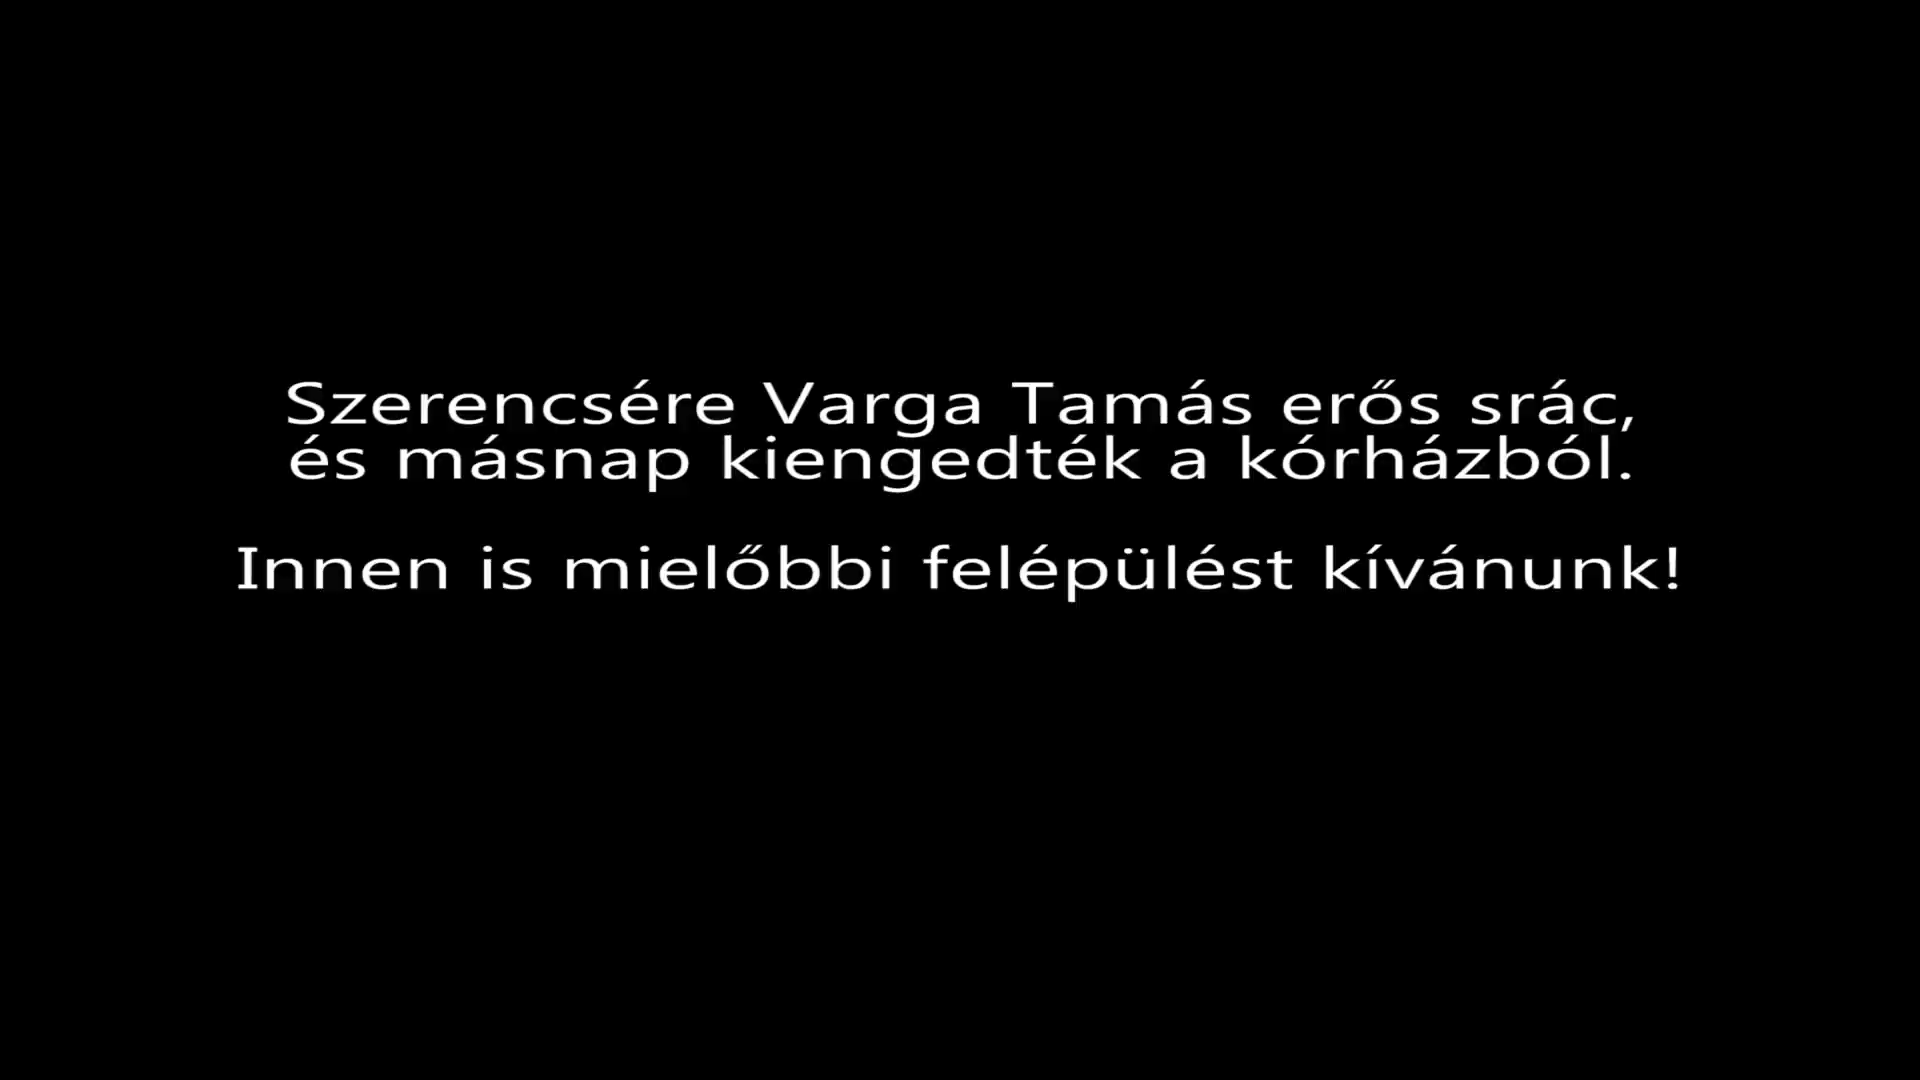 Szerencsére Varga Tamás erős srác,
és másnap kiengedték a kórházból.
Innen is mielőbbi felépülést kívánunk!